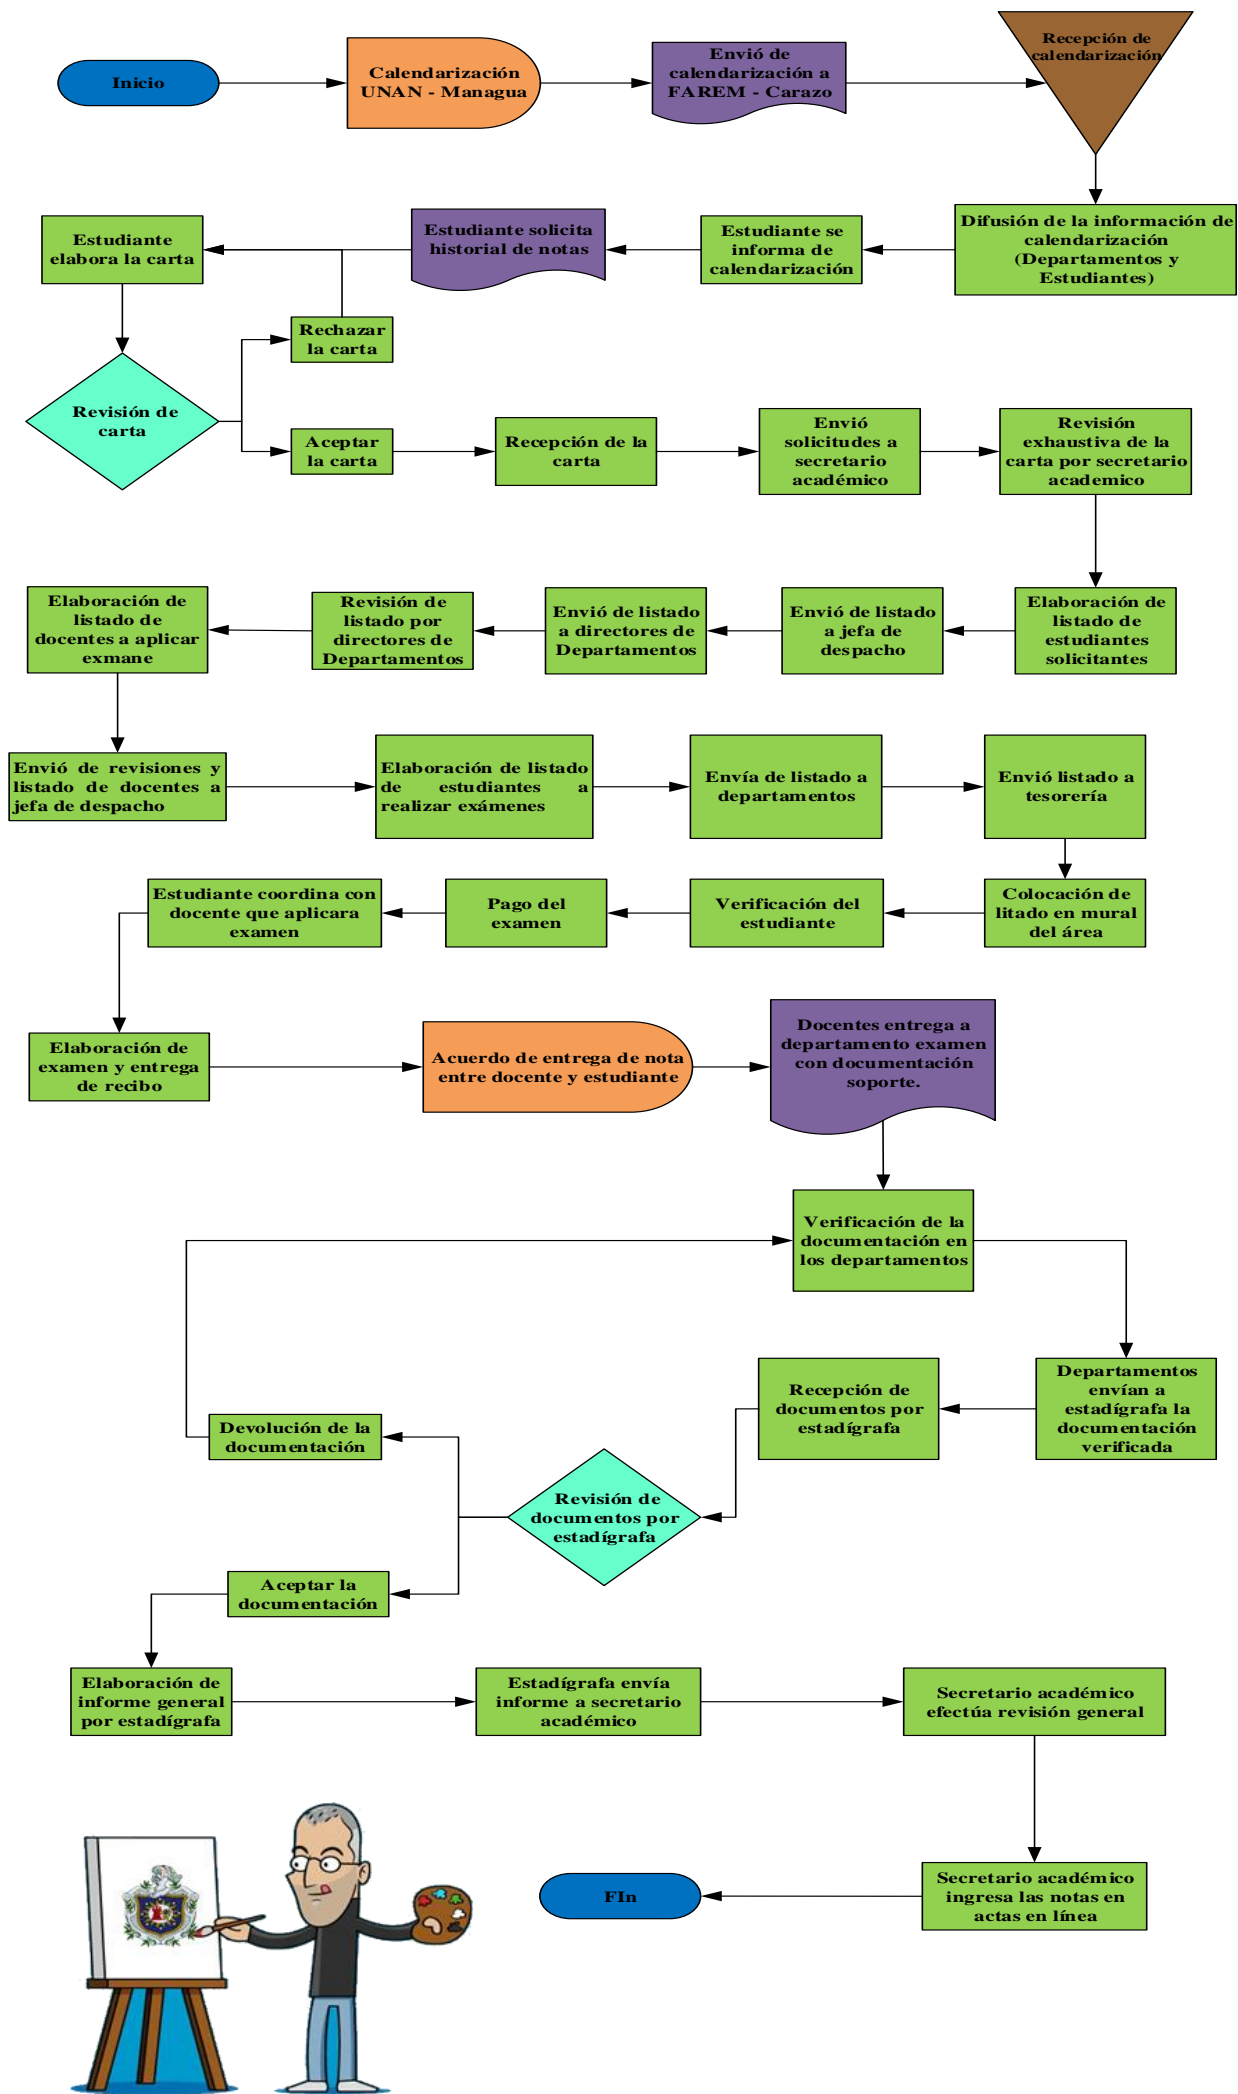 Inicio
Calendarización
UNAN - Managua
Envió de
calendarización a
FAREM - Carazo
Recepción de
calendarización
Difusión de la información de
calendarización
(Departamentos y
Estudiantes)
Estudiante se
informa de
calendarización
Estudiante solicita
historial de notas
Estudiante
elabora la carta
Rechazar
la carta
Revisión de
carta
Aceptar
la carta
Recepción de la
carta
Envió
solicitudes a
secretario
académico
Revisión
exhaustiva de la
carta por secretario
academico
Elaboración de
listado de
estudiantes
solicitantes
Envió de listado
a jefa de
despacho
Envió de listado
a directores de
Departamentos
Revisión de
listado por
directores de
Departamentos
Elaboración de
listado de
docentes a aplicar
exmane
Envió de revisiones y
listado de docentes a
jefa de despacho
Elaboración de listado
de estudiantes a
realizar exámenes
Envía de listado a
departamentos
Envió listado a
tesorería
Colocación de
litado en mural
del área
Verificación del
estudiante
Pago del
examen
Estudiante coordina con
docente que aplicara
examen
Elaboración de
examen y entrega
de recibo
Acuerdo de entrega de nota
entre docente y estudiante
Docentes entrega a
departamento examen
con documentación
soporte.
Verificación de la
documentación en
los departamentos
Departamentos
envían a
estadígrafa la
documentación
verificada
Recepción de
documentos por
estadígrafa
Revisión de
documentos por
estadígrafa
Devolución de la
documentación
Aceptar la
documentación
Elaboración de
informe general
por estadígrafa
Estadígrafa envía
informe a secretario
académico
Secretario académico
efectúa revisión general
Secretario académico
ingresa las notas en
actas en línea
FIn